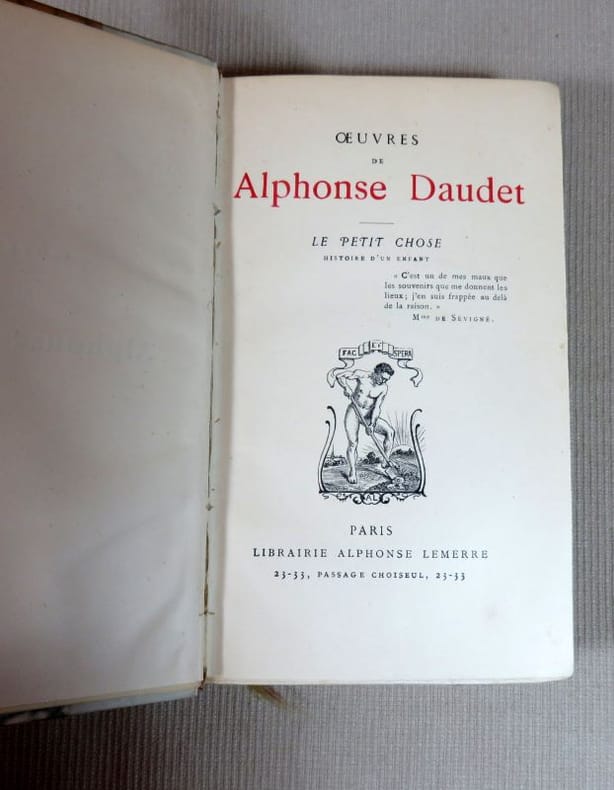 ŒUVRES
DE
Alphonse Daudet
LE PETIT CHOSE
HISTOIRE D'UN ENFANT
« C'est un de mes maux que
les souvenirs que me donnent les
lieux ; j'en suis frappée au delà
de la raison. »
Mme DE SÉVIGNÉ.
FAC ET SPERA
AL
PARIS
LIBRAIRIE ALPHONSE LEMERRE
23-33, PASSAGE CHOISEUL, 23-33